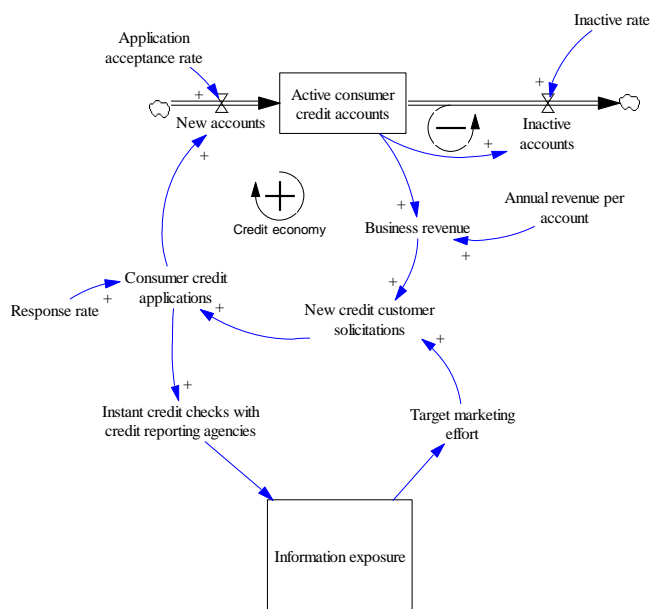 Application
acceptance rate
Inactive rate
+
+
Active consumer
credit accounts
New accounts
Inactive
accounts
+
+
Annual revenue per
account
+
Credit economy
Business revenue
+
Consumer credit
applications
+
Response rate
+
+
New credit customer
solicitations
+
+
Instant credit checks with
credit reporting agencies
Target marketing
effort
Information exposure